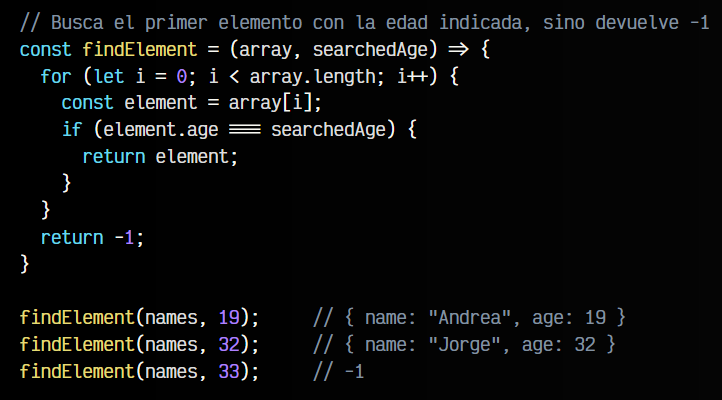 // Busca el primer elemento con la edad indicada, sino devuelve -1
const findElement = (array, searchedAge) => {
  for (let i = 0; i < array.length; i++) {
    const element = array[i];
    if (element.age === searchedAge) {
      return element;
    }
  }
  return -1;
}

findElement(names, 19);     // { name: "Andrea", age: 19 }
findElement(names, 32);     // { name: "Jorge", age: 32 }
findElement(names, 33);     // -1